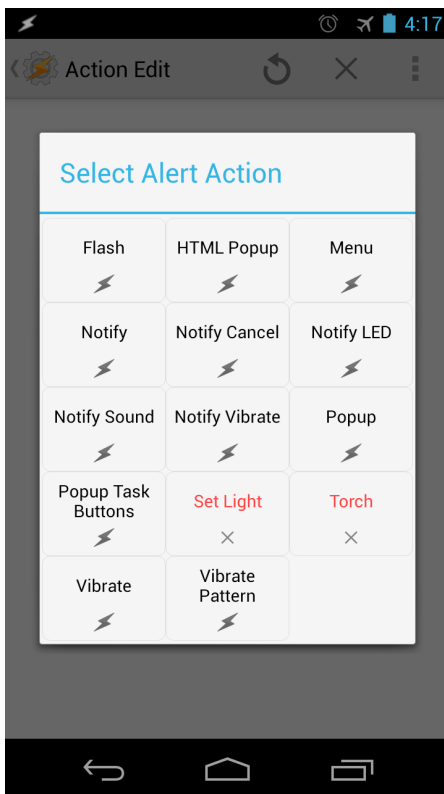 4:17
Action Edit
Select Alert Action
Flash
HTML Popup
Menu
Notify
Notify Cancel
Notify LED
Notify Sound
Notify Vibrate
Popup
Popup Task
Buttons
Set Light
Torch
Vibrate
Vibrate
Pattern